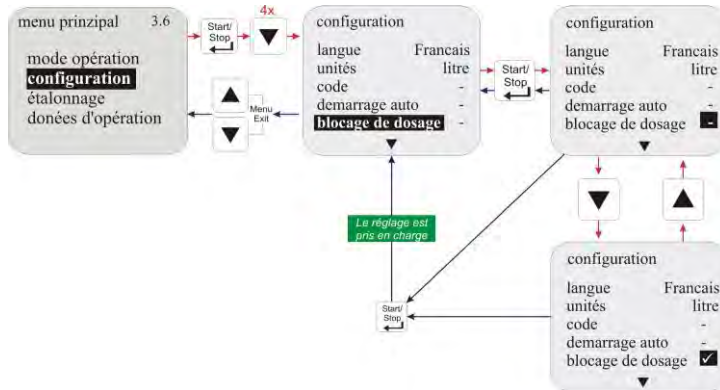 menu prinzipal 3.6
mode opération
configuration
étalonnage
donées d'opération
Start/
Stop
4x
Menu
Exit
configuration
langue Francais
unités litre
code -
demarrage auto -
blocage de dosage -
Start/
Stop
configuration
langue Francais
unités litre
code -
demarrage auto -
blocage de dosage -
Le réglage est
pris en charge
Start/
Stop
configuration
langue Francais
unités litre
code -
demarrage auto -
blocage de dosage ✓